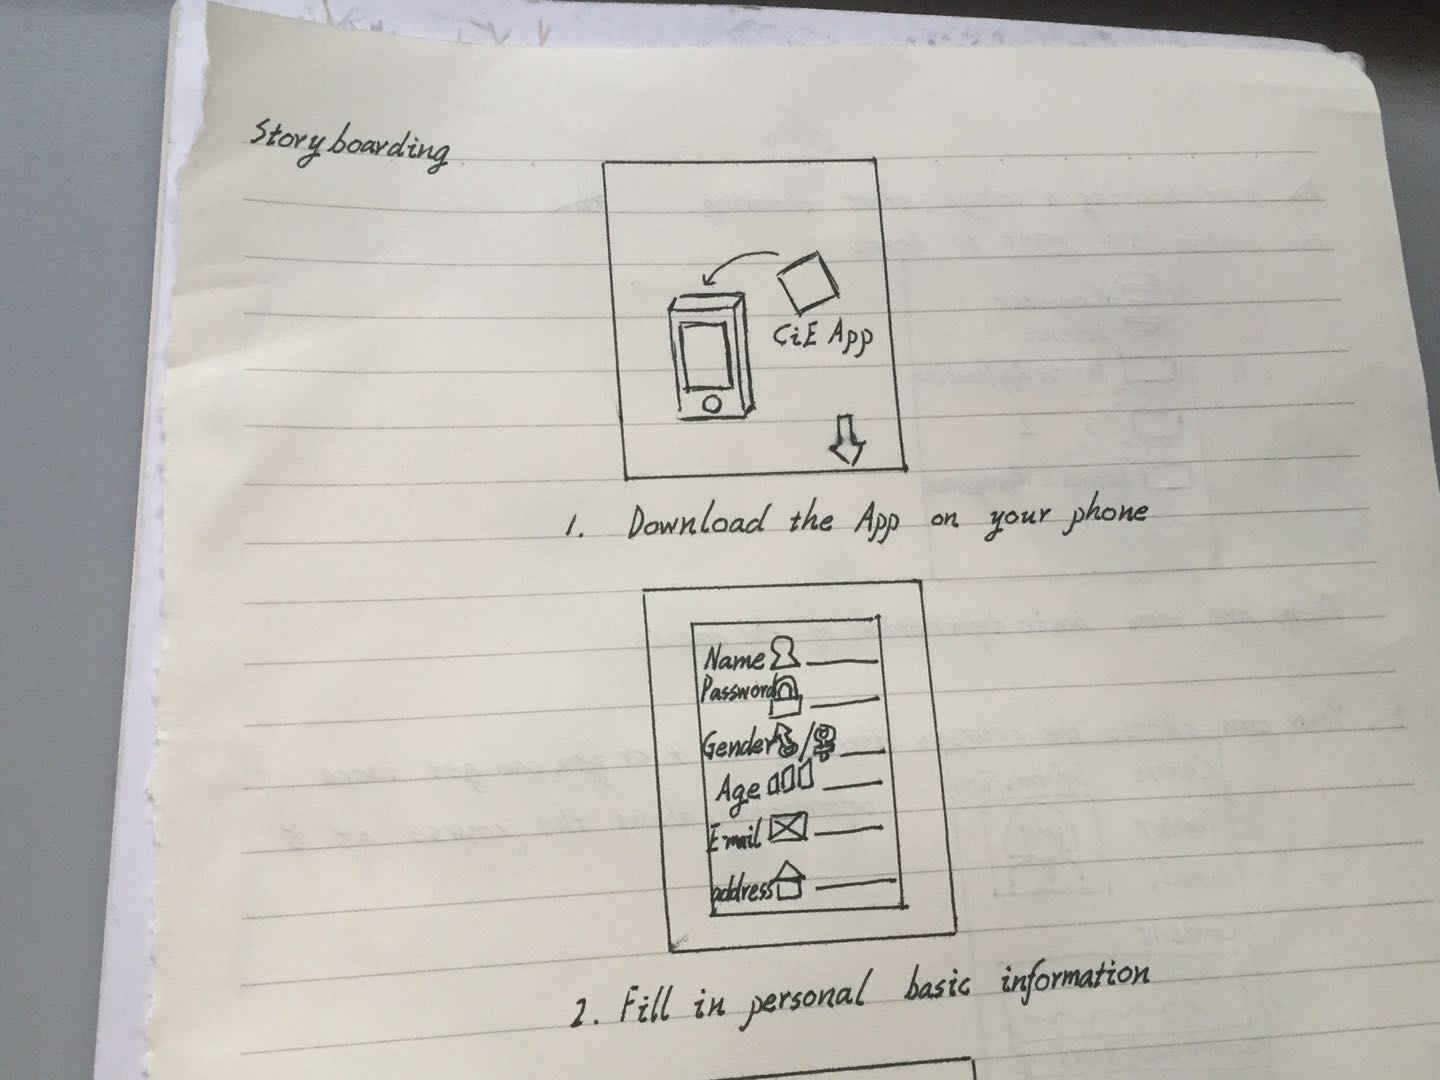 Storyboarding
CiE App
1. Download the App on your phone
Name
Password
Gender /
Age
Email
address
2. Fill in personal basic information